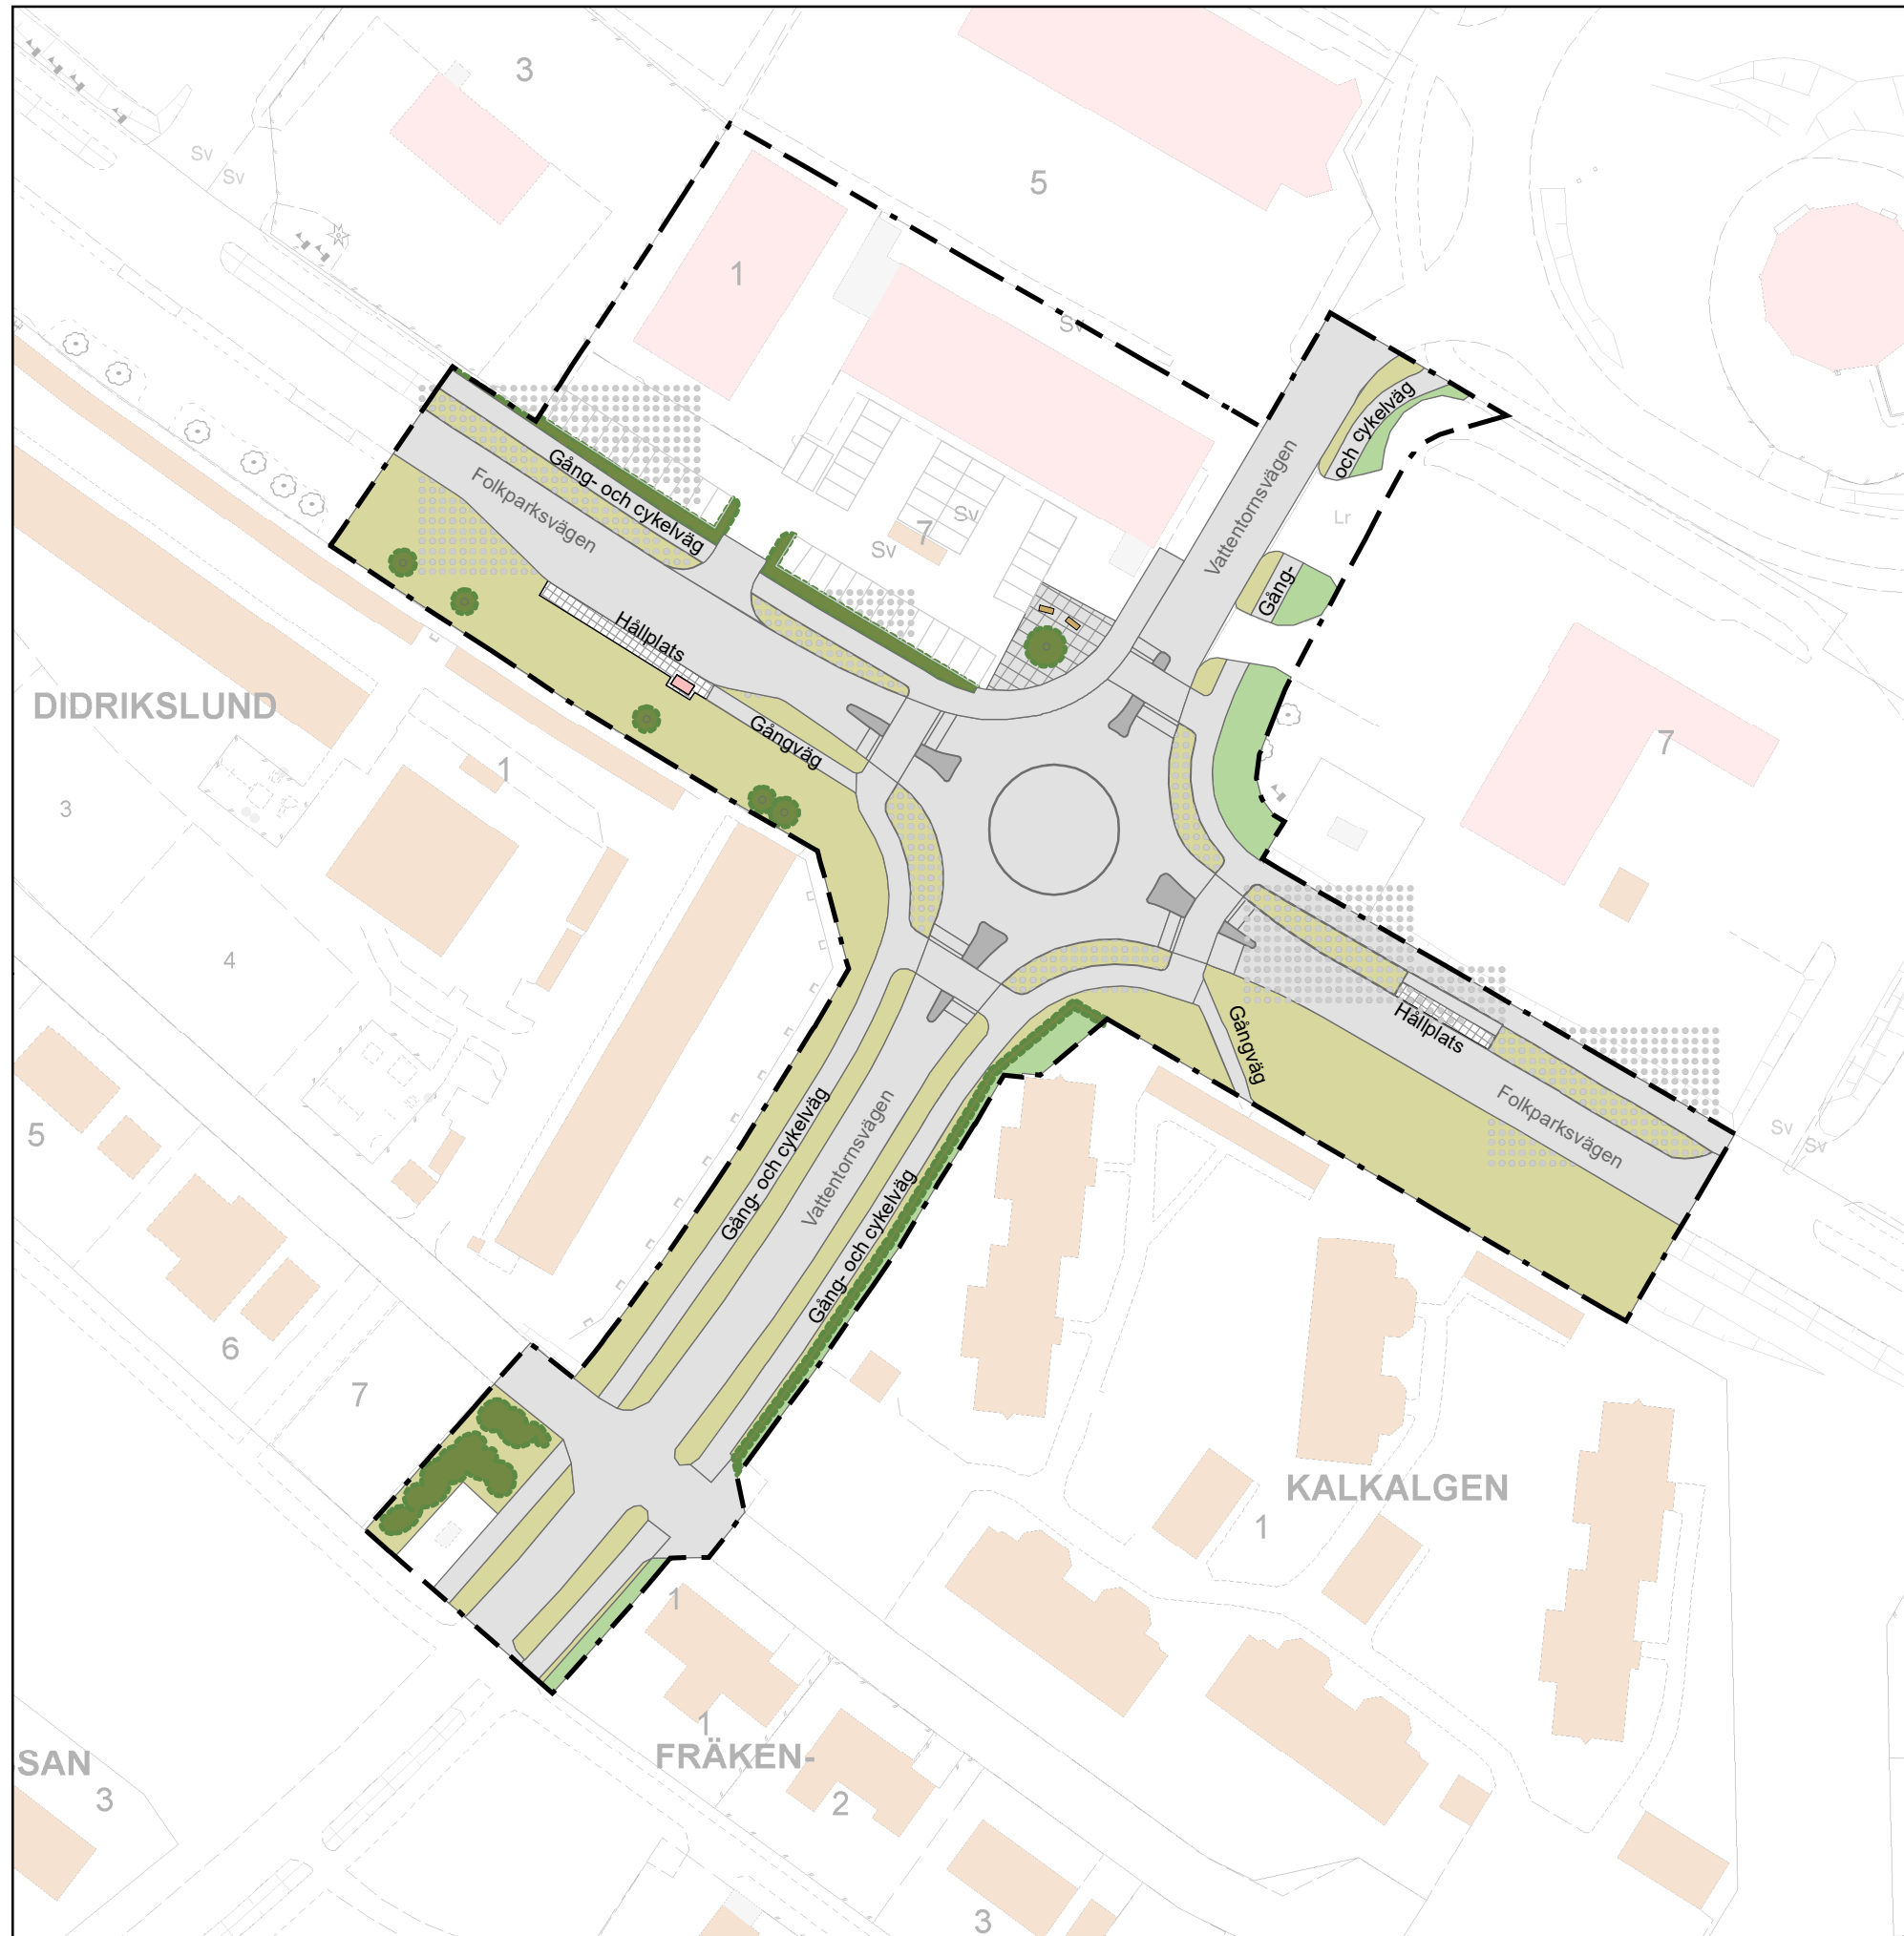 3
5
Sv
Sv
1
Sv
och cykelväg
Gång- och cykelväg
Folkparksvägen
Vattentornsvägen
Sv
Lr
7
Sv
Gång-
Hållplats
DIDRIKSLUND
Gångväg
7
1
3
4
Hållplats
Gångväg
Folkparksvägen
Sv
Sv
5
Gång- och cykelväg
Vattentornsvägen
Gång- och cykelväg
6
7
KALKALGEN
1
1
1
FRÄKEN-
SAN
3
2
3